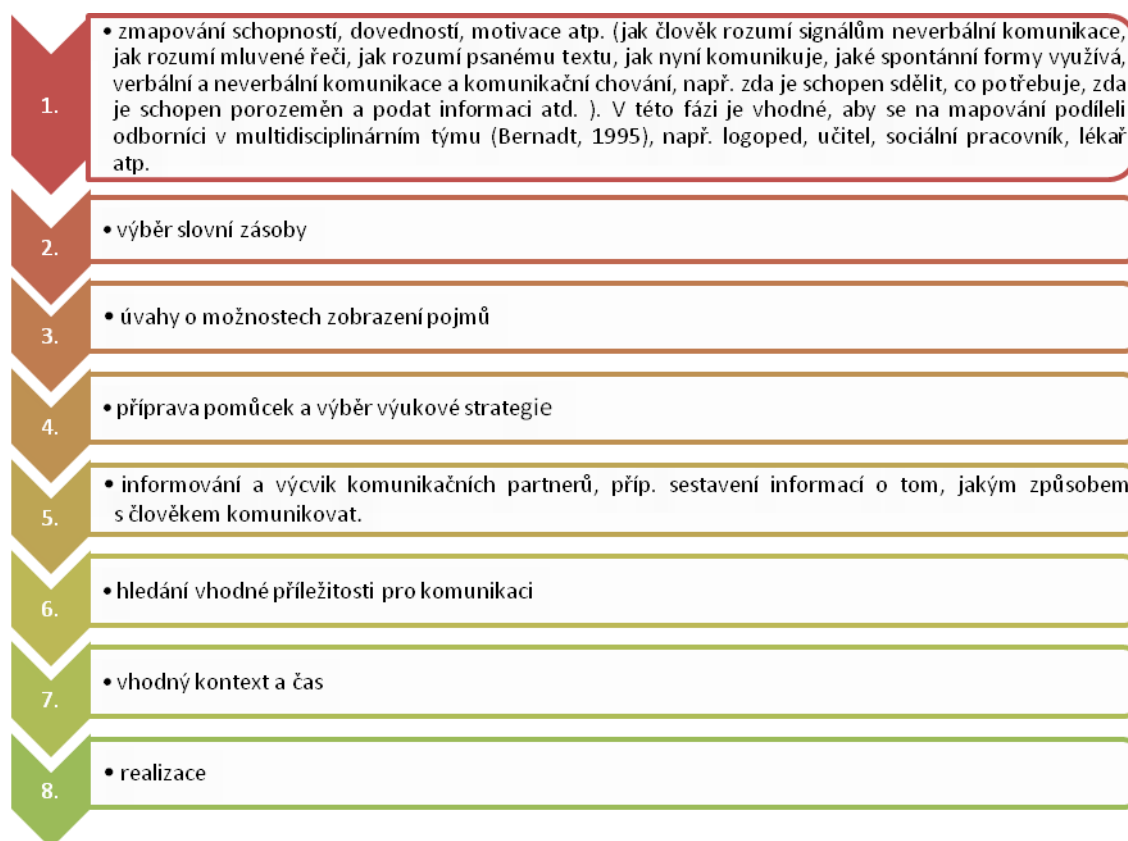 1.
• zmapování schopností, dovedností, motivace atp. (jak člověk rozumí signálům neverbální komunikace,
jak rozumí mluvené řeči, jak rozumí psanému textu, jak nyní komunikuje, jaké spontánní formy využívá,
verbální a neverbální komunikace a komunikační chování, např. zda je schopen sdělit, co potřebuje, zda
je schopen porozeměn a podat informaci atd. ). V této fázi je vhodné, aby se na mapování podíleli
odborníci v multidisciplinárním týmu (Bernadt, 1995), např. logoped, učitel, sociální pracovník, lékař
atp.
2.
• výběr slovní zásoby
3.
• úvahy o možnostech zobrazení pojmů
4.
• příprava pomůcek a výběr výukové strategie
5.
• informování a výcvik komunikačních partnerů, příp. sestavení informací o tom, jakým způsobem
s člověkem komunikovat.
6.
• hledání vhodné příležitosti pro komunikaci
7.
• vhodný kontext a čas
8.
• realizace